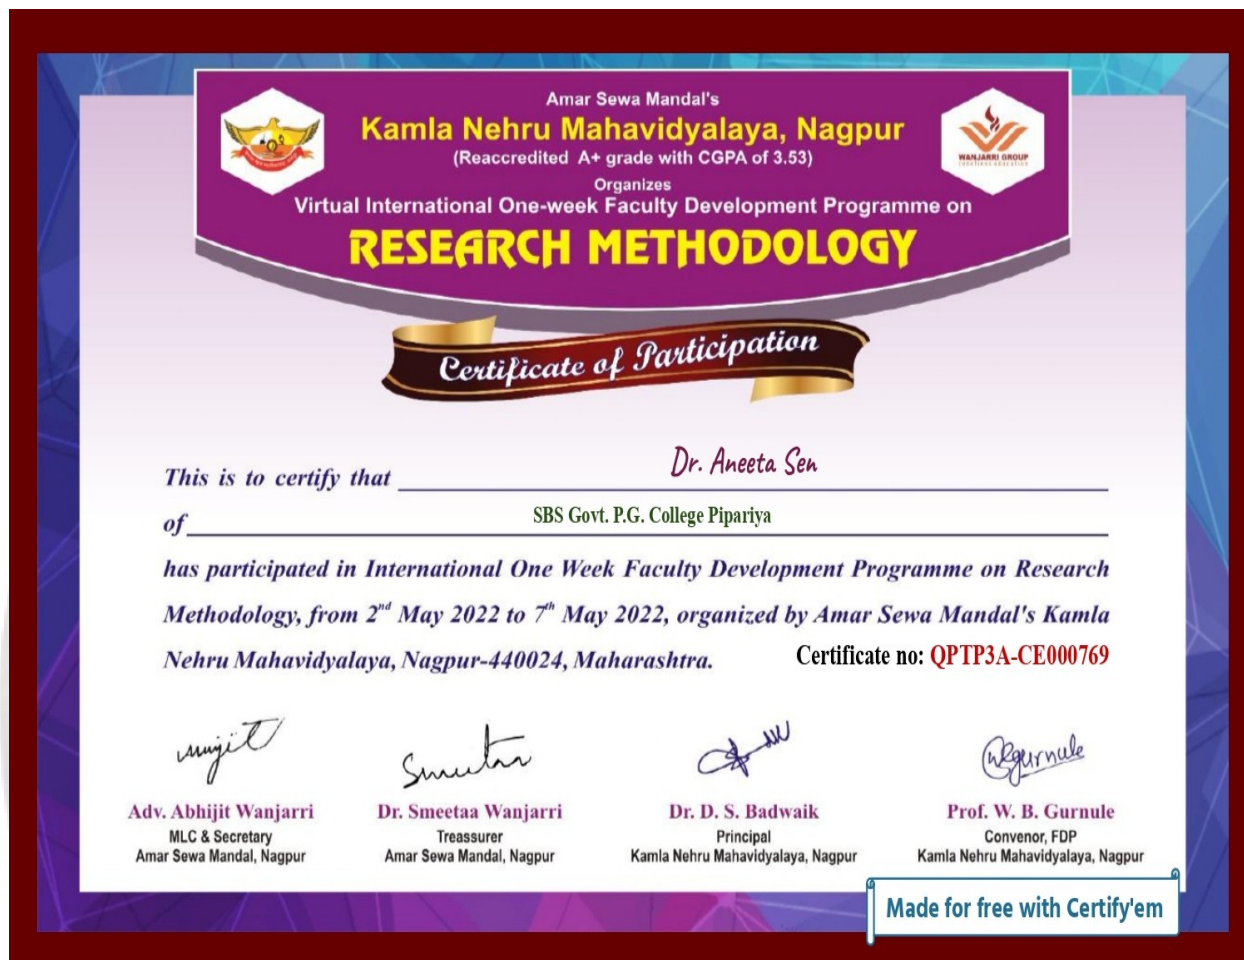 Amar Sewa Mandal's
Kamla Nehru Mahavidyalaya, Nagpur
(Reaccredited A+ grade with CGPA of 3.53)
Organizes
Virtual International One-week Faculty Development Programme on
RESEARCH METHODOLOGY
WANJARRI GROUP
Certificate of Participation
This is to certify that Dr. Aneeta Sen
of SBS Govt. P.G. College Pipariya
has participated in International One Week Faculty Development Programme on Research
Methodology, from 2nd May 2022 to 7th May 2022, organized by Amar Sewa Mandal's Kamla
Nehru Mahavidyalaya, Nagpur-440024, Maharashtra.
Certificate no: QPTP3A-CE000769
Adv. Abhijit Wanjarri
MLC & Secretary
Amar Sewa Mandal, Nagpur
Dr. Smeetaa Wanjarri
Treassurer
Amar Sewa Mandal, Nagpur
Dr. D. S. Badwaik
Principal
Kamla Nehru Mahavidyalaya, Nagpur
WBGurnule
Prof. W. B. Gurnule
Convenor, FDP
Kamla Nehru Mahavidyalaya, Nagpur
Made for free with Certify'em